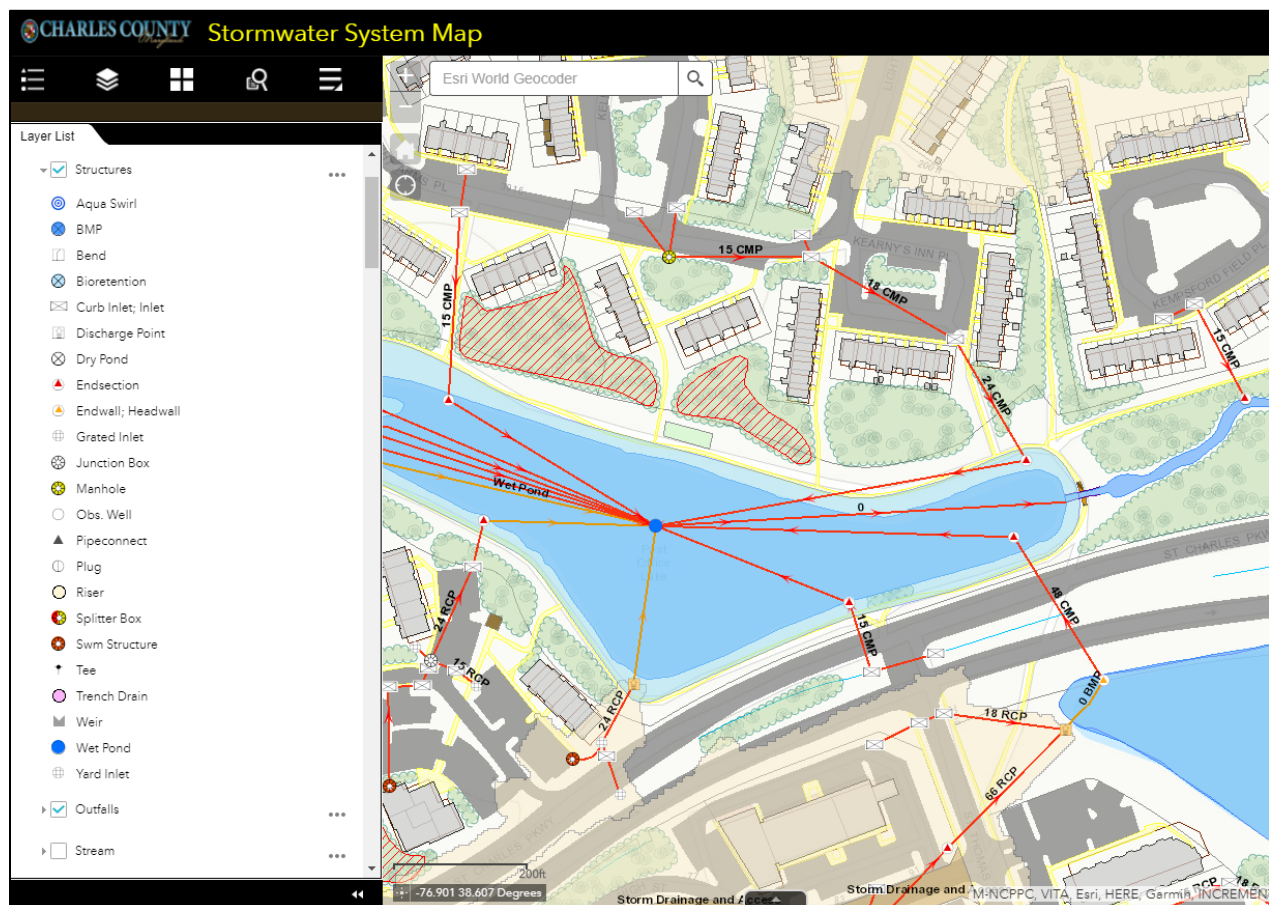 CHARLES COUNTY
Maryland
Stormwater System Map
Esri World Geocoder
Layer List
Structures
Aqua Swirl
BMP
Bend
Bioretention
Curb Inlet; Inlet
Discharge Point
Dry Pond
Endsection
Endwall; Headwall
Grated Inlet
Junction Box
Manhole
Obs. Well
Pipeconnect
Plug
Riser
Splitter Box
Swm Structure
Tee
Trench Drain
Weir
Wet Pond
Yard Inlet
Outfalls
Stream
15 CMP
KEARNY'S INN PL
18 CMP
15 CMP
KEMPSFORD FIELD PL
15 CMP
24 CMP
Wet Pond
0
ST CHARLES PKWY
48 CMP
24 RCP
15 RCP
15 CMP
24 RCP
0 BMP
18 RCP
66 RCP
200ft
-76.901 38.607 Degrees
Storm Drainage and Acce
Storm Drainage and A
M-NCPPC, VITA, Esri, HERE, Garmin, INCREMEN